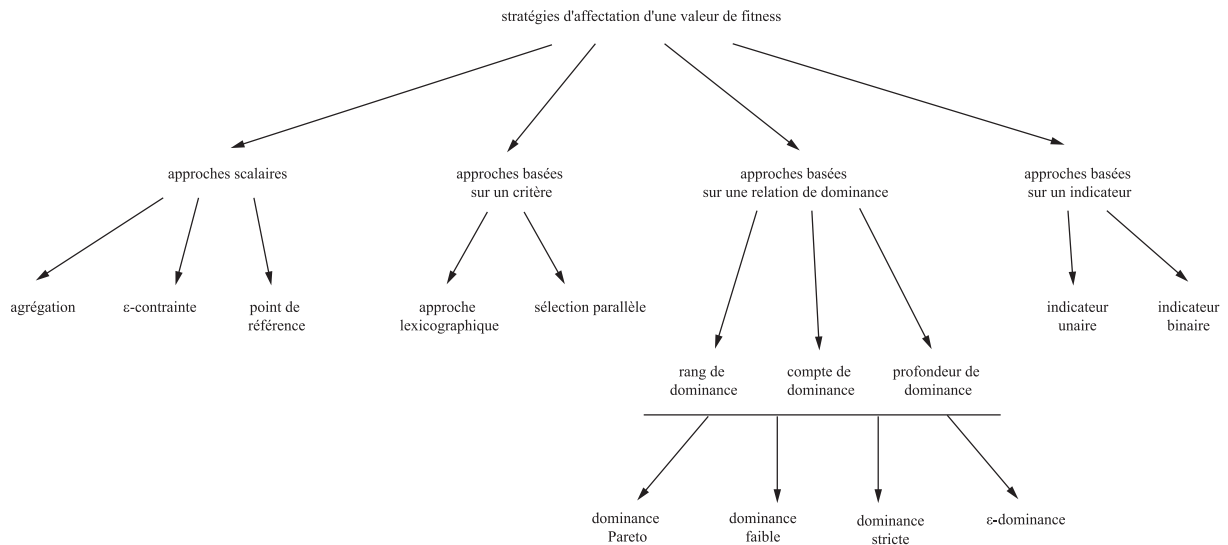 stratégies d'affectation d'une valeur de fitness
approches scalaires
approches basées
sur un critère
approches basées
sur une relation de dominance
approches basées
sur un indicateur
agrégation
ε-contrainte
point de
référence
approche
lexicographique
sélection parallèle
indicateur
unaire
indicateur
binaire
rang de
dominance
compte de
dominance
profondeur de
dominance
dominance
Pareto
dominance
faible
dominance
stricte
ε-dominance